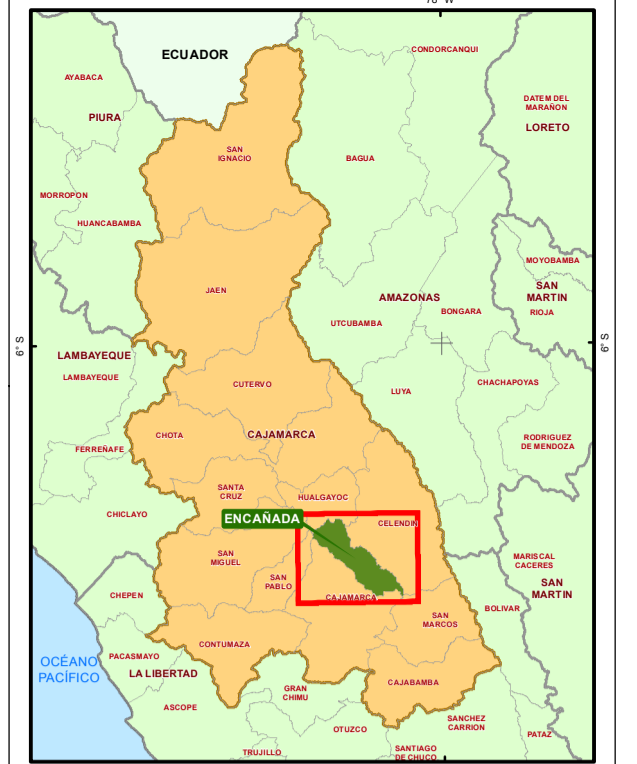 78° W
ECUADOR
CONDORCANQUI
AYABACA
DATEM DEL
MARAÑON
PIURA
LORETO
SAN
IGNACIO
BAGUA
MORROPON
HUANCABAMBA
MOYOBAMBA
SAN
MARTIN
JAEN
AMAZONAS
BONGARA
RIOJA
UTCUBAMBA
6° S
6° S
LAMBAYEQUE
LAMBAYEQUE
CUTERVO
LUYA
CHACHAPOYAS
CHOTA
CAJAMARCA
RODRIGUEZ
DE MENDOZA
FERREÑAFE
SANTA
CRUZ
HUALGAYOC
CHICLAYO
ENCAÑADA
CELENDIN
SAN
MIGUEL
MARISCAL
CACERES
SAN
PABLO
SAN
MARTIN
CHEPEN
CAJAMARCA
BOLIVAR
SAN
MARCOS
CONTUMAZA
OCÉANO
PACÍFICO
PACASMAYO
LA LIBERTAD
CAJABAMBA
GRAN
CHIMU
ASCOPE
SANCHEZ
CARRION
OTUZCO
PATAZ
TRUJILLO
SANTIAGO
DE CHUCO